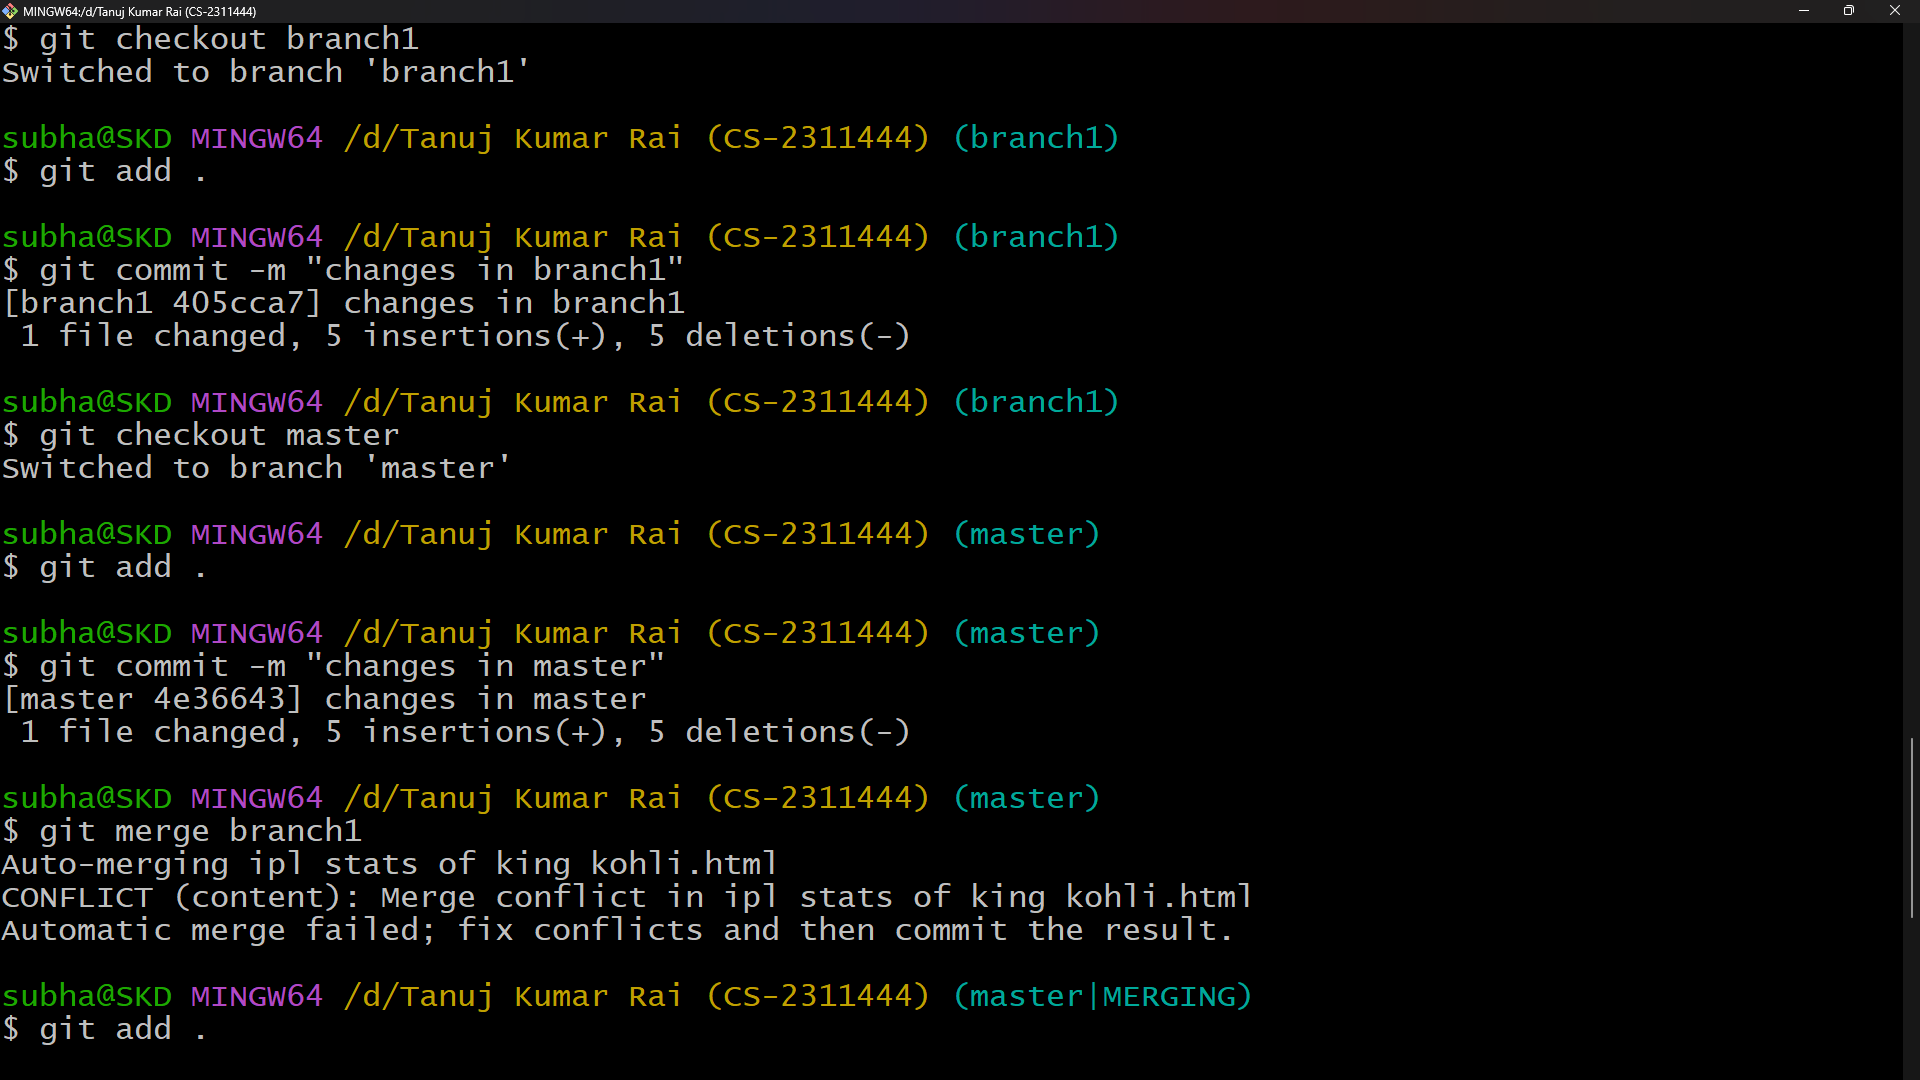 MINGW64:/d/Tanuj Kumar Rai (CS-2311444)
$ git checkout branch1
Switched to branch 'branch1'
subha@SKD MINGW64 /d/Tanuj Kumar Rai (CS-2311444) (branch1)
$ git add .
subha@SKD MINGW64 /d/Tanuj Kumar Rai (CS-2311444) (branch1)
$ git commit -m "changes in branch1"
[branch1 405cca7] changes in branch1
 1 file changed, 5 insertions(+), 5 deletions(-)
subha@SKD MINGW64 /d/Tanuj Kumar Rai (CS-2311444) (branch1)
$ git checkout master
Switched to branch 'master'
subha@SKD MINGW64 /d/Tanuj Kumar Rai (CS-2311444) (master)
$ git add .
subha@SKD MINGW64 /d/Tanuj Kumar Rai (CS-2311444) (master)
$ git commit -m "changes in master"
[master 4e36643] changes in master
 1 file changed, 5 insertions(+), 5 deletions(-)
subha@SKD MINGW64 /d/Tanuj Kumar Rai (CS-2311444) (master)
$ git merge branch1
Auto-merging ipl stats of king kohli.html
CONFLICT (content): Merge conflict in ipl stats of king kohli.html
Automatic merge failed; fix conflicts and then commit the result.
subha@SKD MINGW64 /d/Tanuj Kumar Rai (CS-2311444) (master|MERGING)
$ git add .